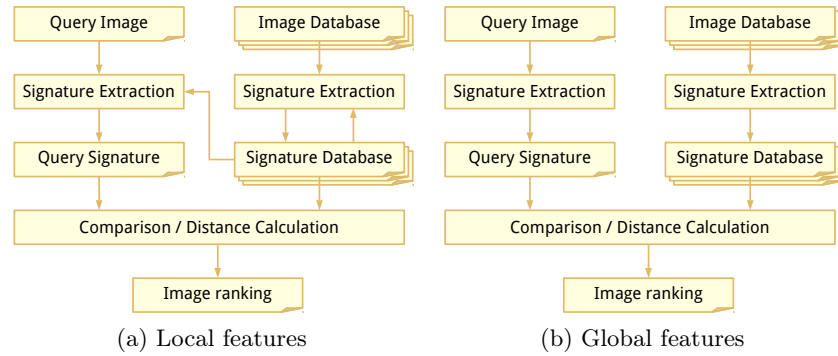 Query Image
Image Database
Signature Extraction
Signature Extraction
Query Signature
Signature Database
Comparison / Distance Calculation
Image ranking
(a) Local features
Query Image
Image Database
Signature Extraction
Signature Extraction
Query Signature
Signature Database
Comparison / Distance Calculation
Image ranking
(b) Global features